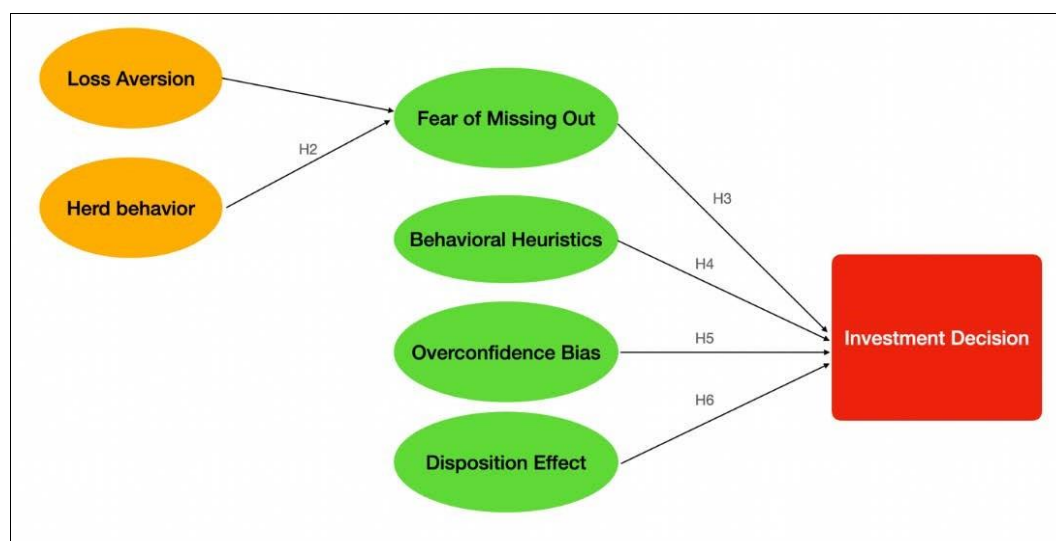 Loss Aversion
Fear of Missing Out
H2
Herd behavior
H3
Behavioral Heuristics
H4
Investment Decision
H5
Overconfidence Bias
H6
Disposition Effect